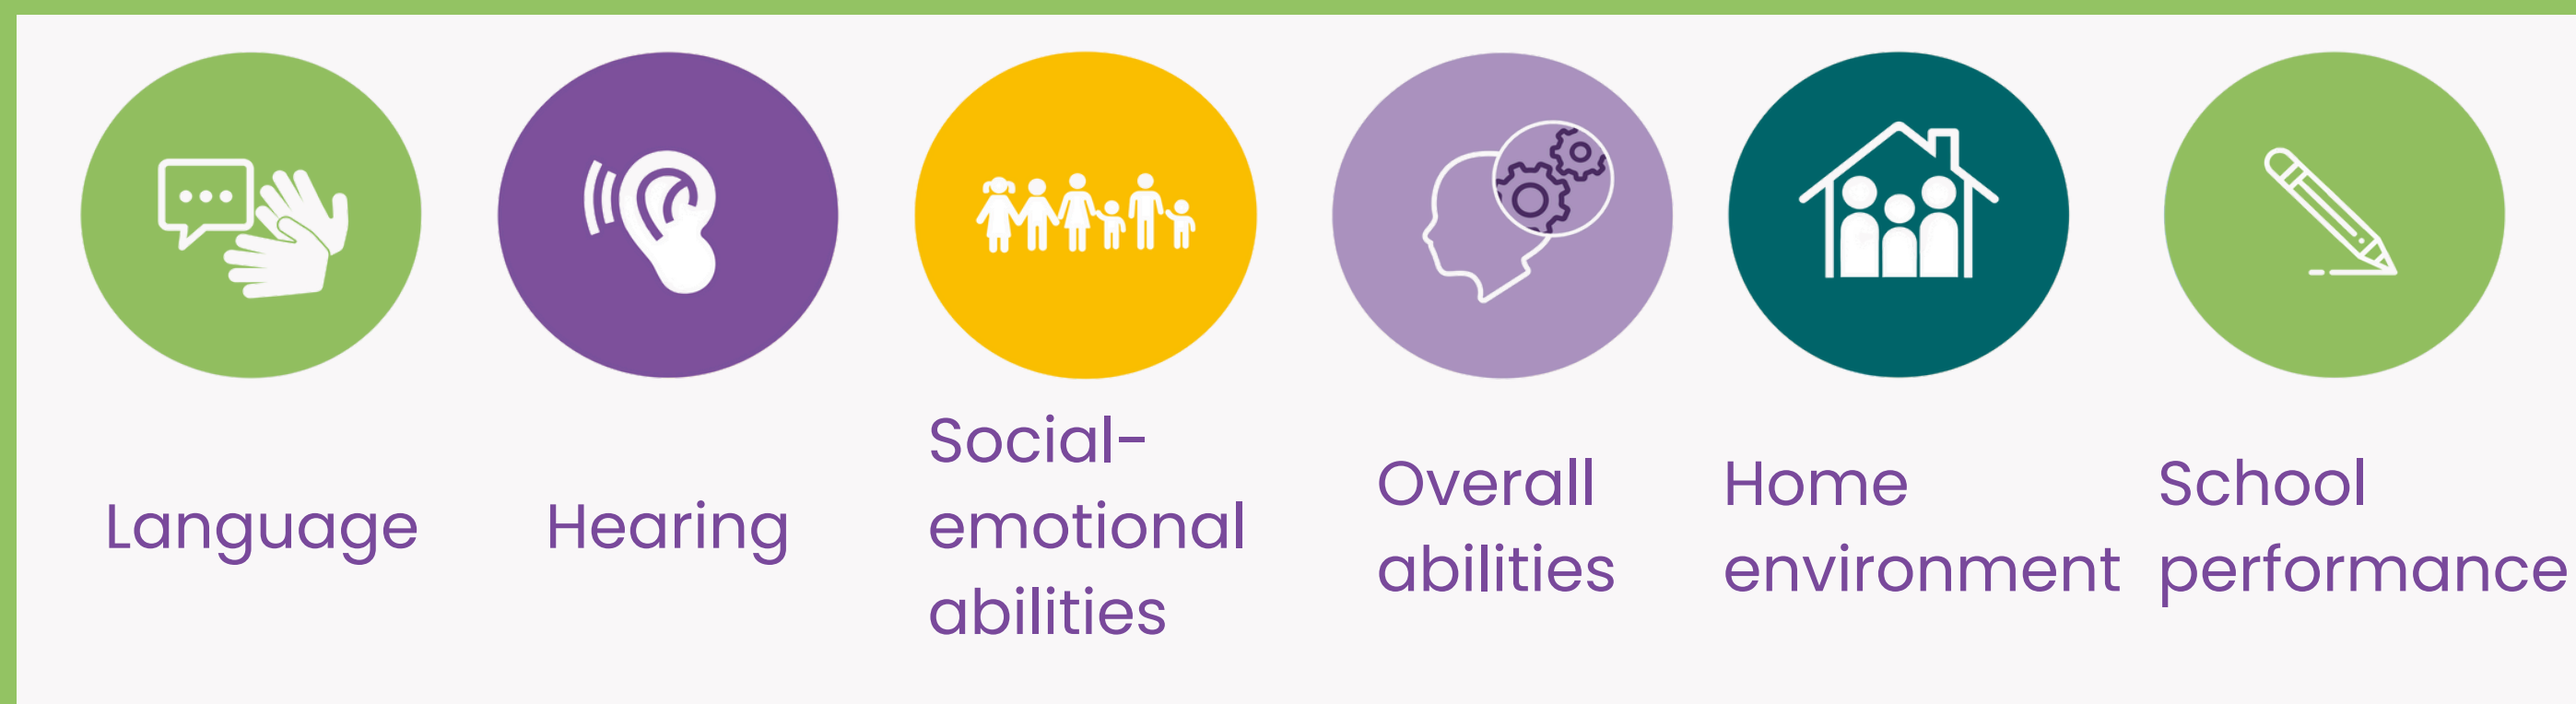 Language
Hearing
Social-
emotional
abilities
Overall
abilities
Home
environment
School
performance